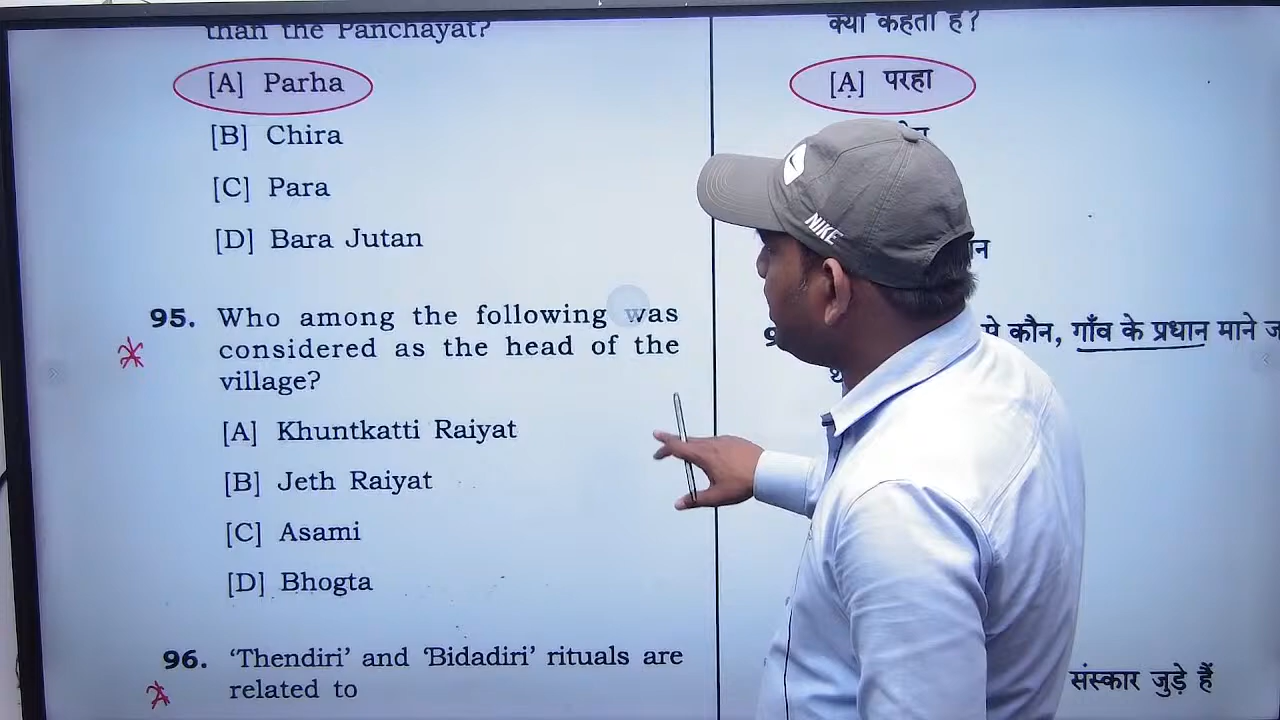 than the Panchayat?
[A] Parha
[B] Chira
[C] Para
[D] Bara Jutan
95. Who among the following was
considered as the head of the
village?
[A] Khuntkatti Raiyat
[B] Jeth Raiyat
[C] Asami
[D] Bhogta
96. 'Thendiri' and 'Bidadiri' rituals are
related to
क्या कहता है?
[A] परहा
कौन, गाँव के प्रधान माने
संस्कार जुड़े हैं
NIKE